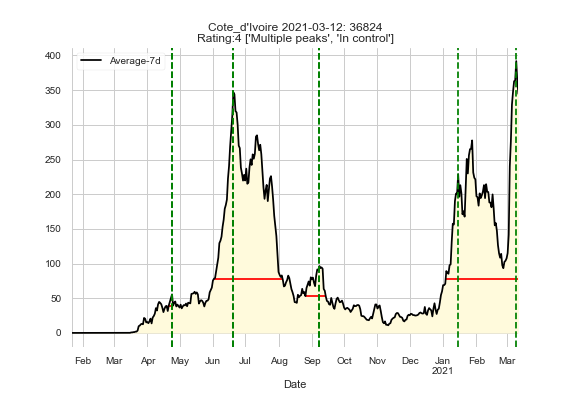 Cote_d'Ivoire 2021-03-12: 36824
Rating:4 ['Multiple peaks', 'In control']
Average-7d
400
350
300
250
200
150
100
50
0
Feb Mar Apr May Jun Jul Aug Sep Oct Nov Dec Jan Feb Mar
2021
Date